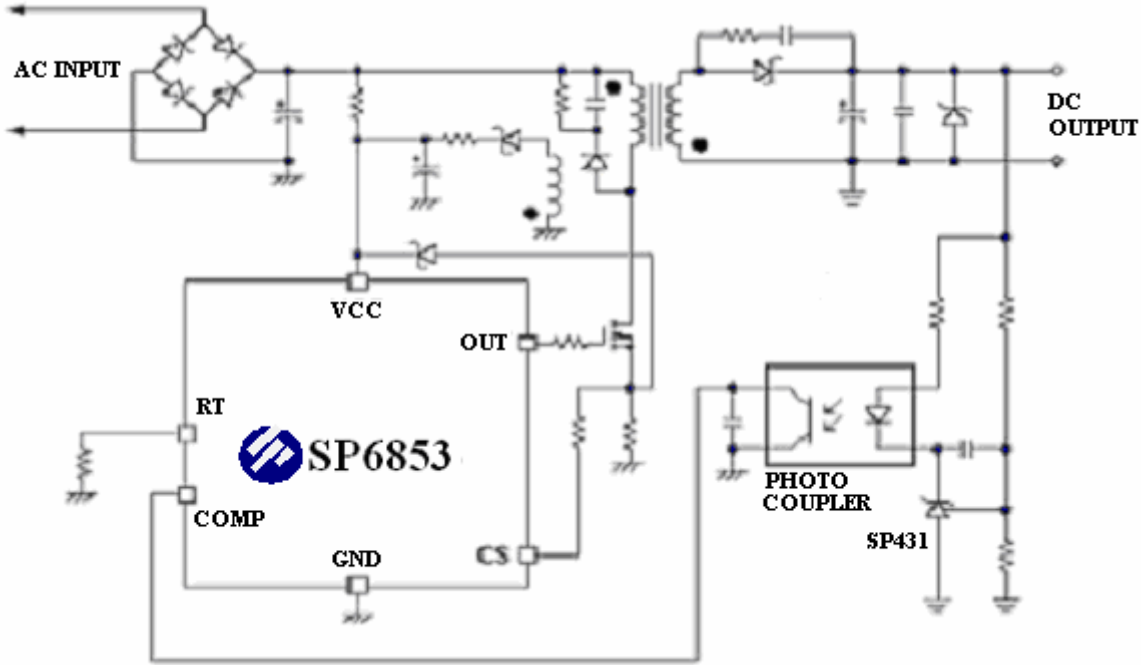 AC INPUT
DC
OUTPUT
VCC
OUT
RT
SP6853
COMP
GND
CS
PHOTO
COUPLER
SP431